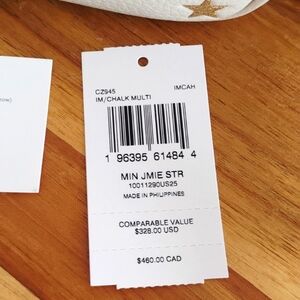 CZ945 IMCAH
IM/CHALK MULTI
1 96395 61484 4
MIN JMIE STR
10011290US25
MADE IN PHILIPPINES
COMPARABLE VALUE
$328.00 USD
$460.00 CAD